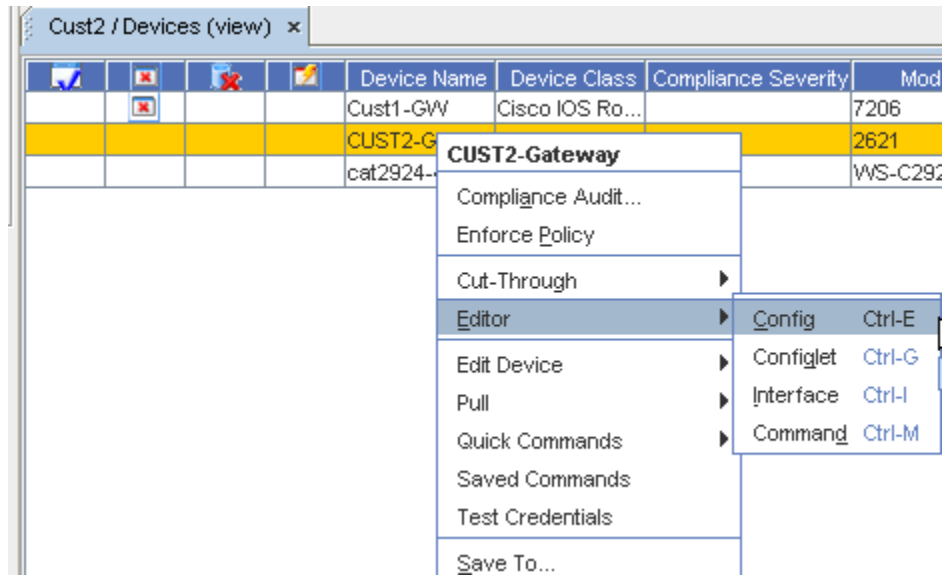 Cust2 / Devices (view) ×
Device Name Device Class Compliance Severity Mod
Cust1-GW Cisco IOS Ro... 7206
CUST2-G 2621
cat2924- WS-C292
CUST2-Gateway
Compliance Audit...
Enforce Policy
Cut-Through
Editor
Config Ctrl-E
Configlet Ctrl-G
Interface Ctrl-I
Command Ctrl-M
Edit Device
Pull
Quick Commands
Saved Commands
Test Credentials
Save To...